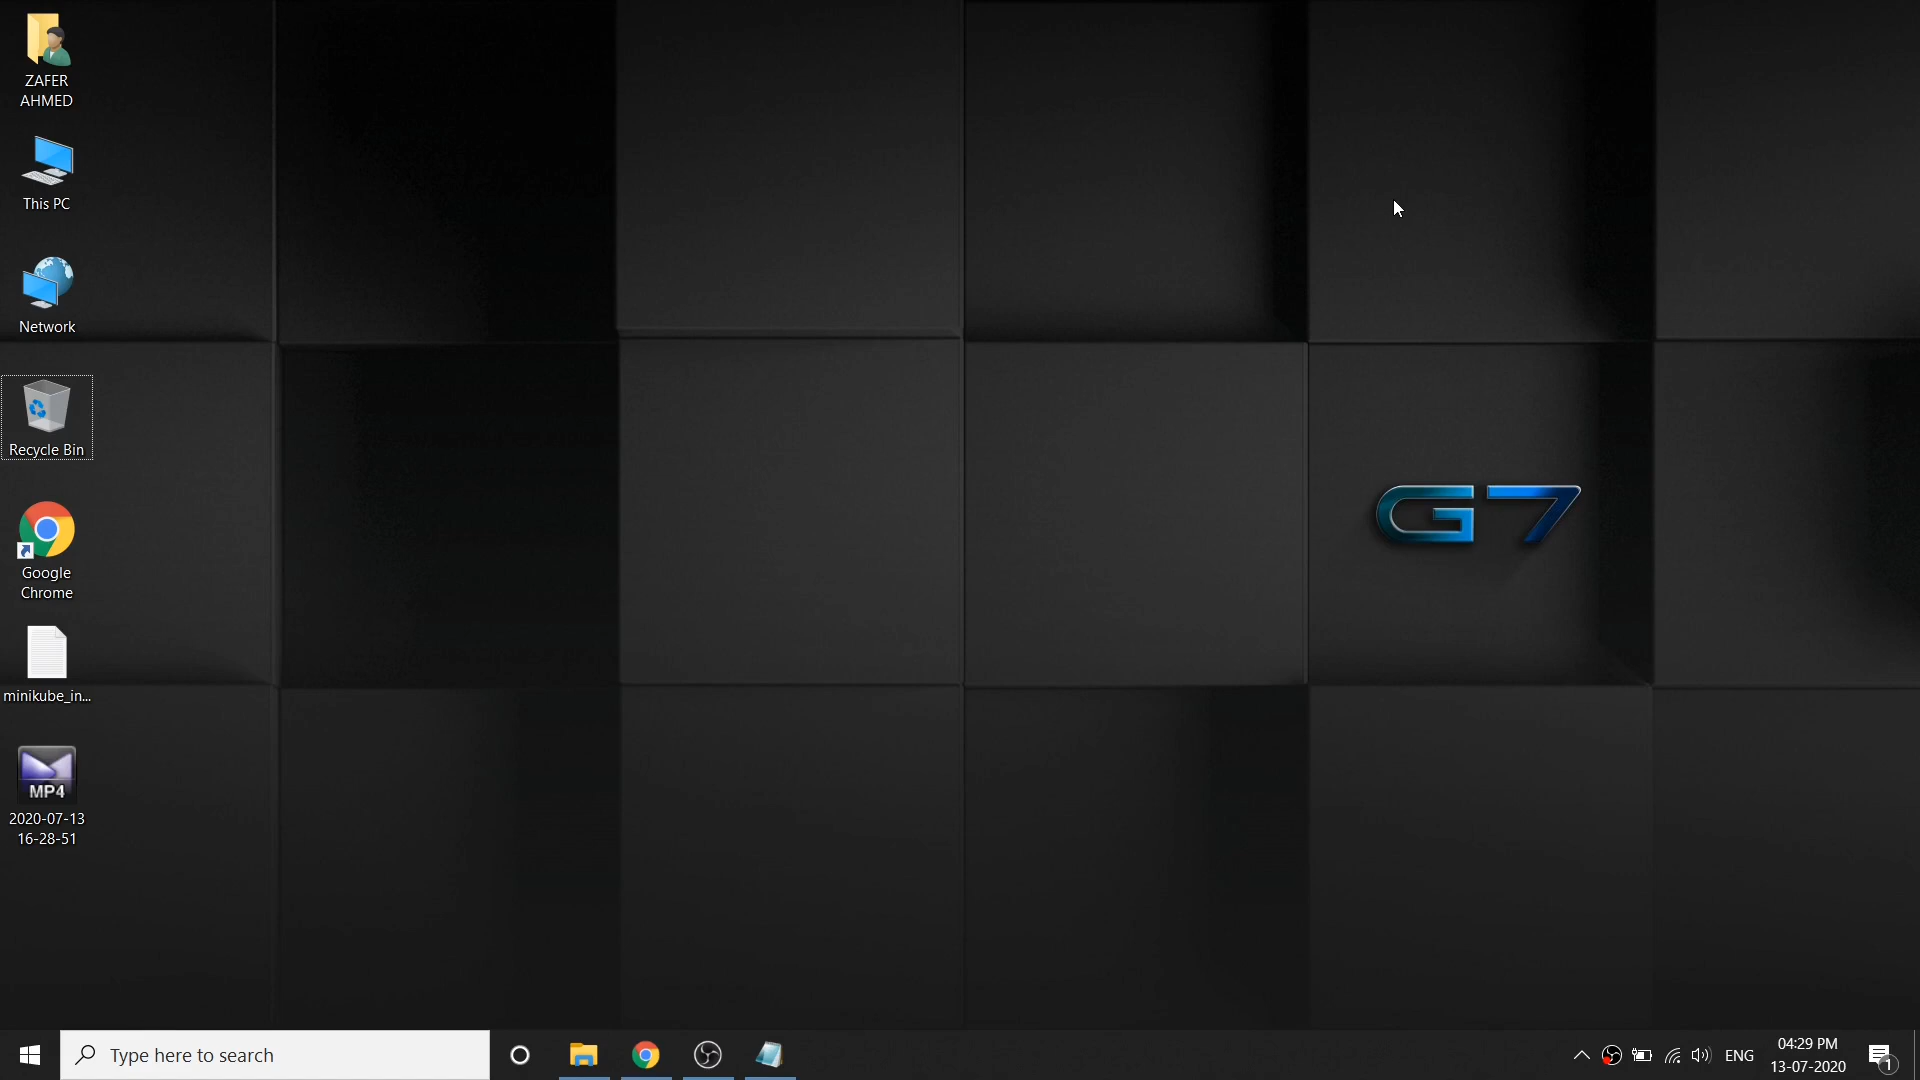 ZAFER
AHMED
This PC
Network
Recycle Bin
Google
Chrome
minikube_in...
MP4
2020-07-13
16-28-51
G7
Type here to search
ENG
04:29 PM
13-07-2020
1